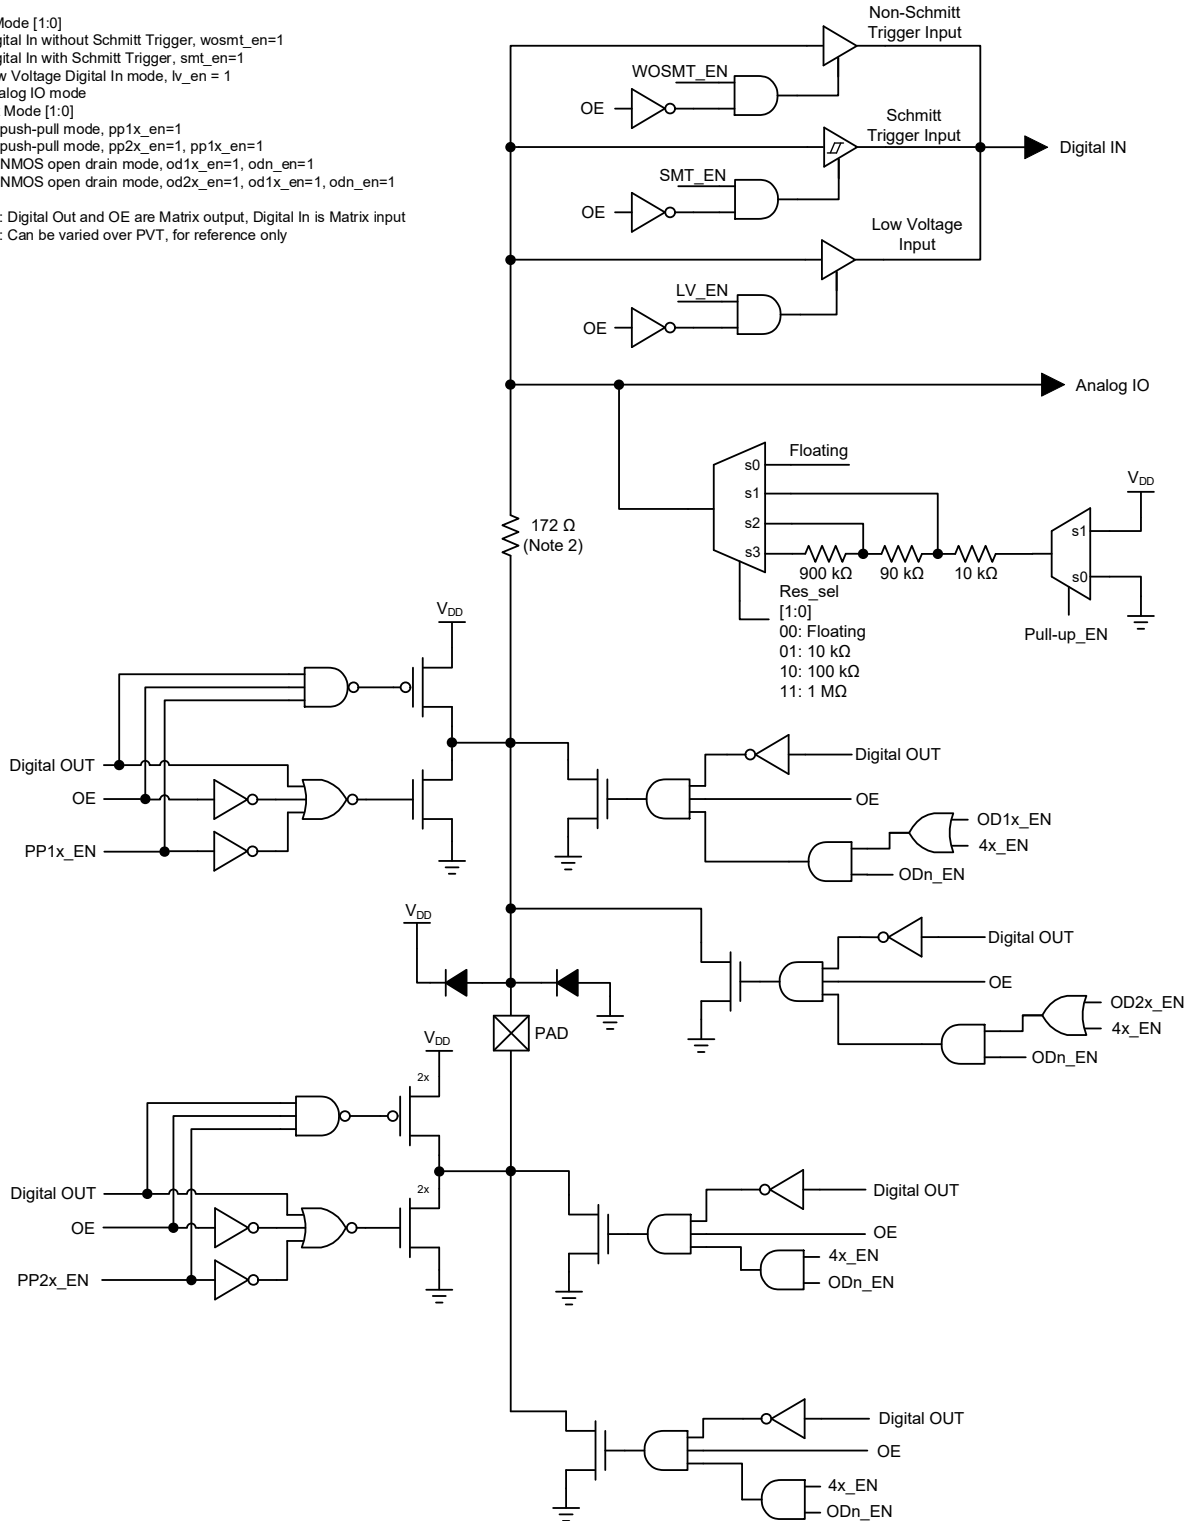 Mode [1:0]
gital In without Schmitt Trigger, wosmt_en=1
gital In with Schmitt Trigger, smt_en=1
w Voltage Digital In mode, lv_en = 1
alog IO mode
Mode [1:0]
push-pull mode, pp1x_en=1
push-pull mode, pp2x_en=1, pp1x_en=1
NMOS open drain mode, od1x_en=1, odn_en=1
NMOS open drain mode, od2x_en=1, od1x_en=1, odn_en=1
: Digital Out and OE are Matrix output, Digital In is Matrix input
: Can be varied over PVT, for reference only
Non-Schmitt
Trigger Input
WOSMT_EN
OE
Schmitt
Trigger Input
Digital IN
SMT_EN
OE
Low Voltage
Input
LV_EN
OE
Analog IO
Floating
s0
s1
s2
s3
VDD
s1
s0
172 Ω
(Note 2)
900 kΩ
90 kΩ
10 kΩ
Res_sel
[1:0]
00: Floating
01: 10 kΩ
10: 100 kΩ
11: 1 MΩ
Pull-up_EN
VDD
Digital OUT
OE
PP1x_EN
Digital OUT
OE
OD1x_EN
4x_EN
ODn_EN
VDD
Digital OUT
OE
OD2x_EN
4x_EN
ODn_EN
PAD
VDD
2x
2x
Digital OUT
OE
PP2x_EN
Digital OUT
OE
4x_EN
ODn_EN
Digital OUT
OE
4x_EN
ODn_EN